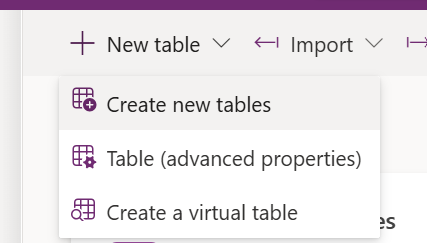 New table Import
Create new tables
Table (advanced properties)
Create a virtual table